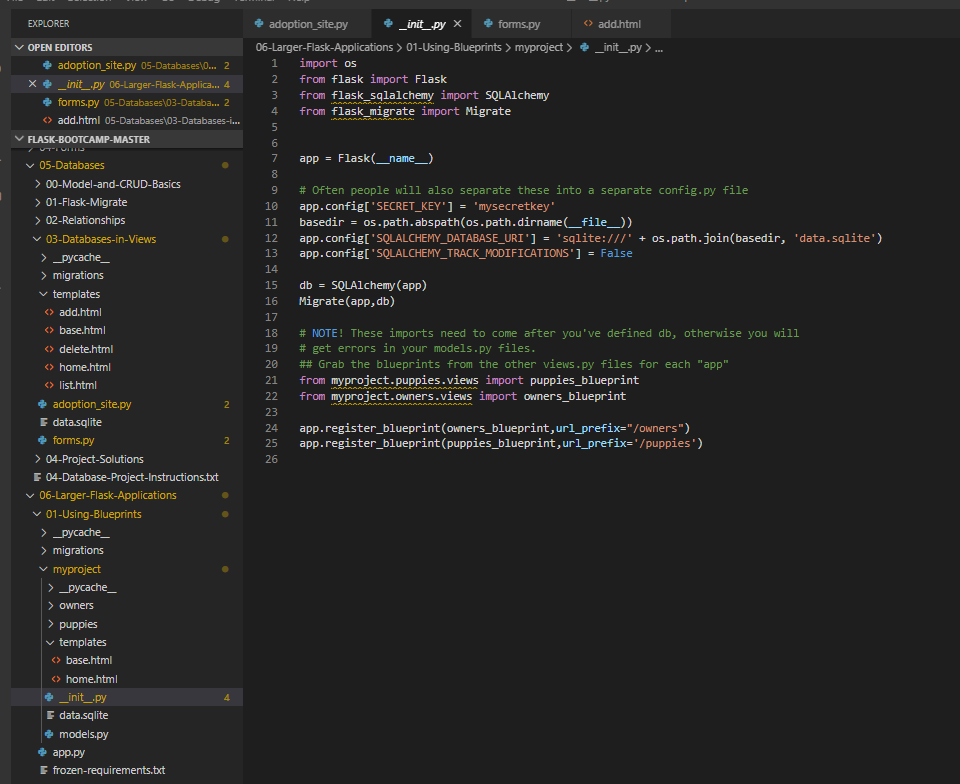 EXPLORER
OPEN EDITORS
adoption_site.py 05-Databases\0... 2
__init__.py 06-Larger-Flask-Applica... 4
forms.py 05-Databases\03-Databa... 2
add.html 05-Databases\03-Databases-i...
FLASK-BOOTCAMP-MASTER
05-Databases
00-Model-and-CRUD-Basics
01-Flask-Migrate
02-Relationships
03-Databases-in-Views
__pycache__
migrations
templates
add.html
base.html
delete.html
home.html
list.html
adoption_site.py 2
data.sqlite
forms.py 2
04-Project-Solutions
04-Database-Project-Instructions.txt
06-Larger-Flask-Applications
01-Using-Blueprints
__pycache__
migrations
myproject
__pycache__
owners
puppies
templates
base.html
home.html
__init__.py 4
data.sqlite
models.py
app.py
frozen-requirements.txt
adoption_site.py __init__.py forms.py add.html
06-Larger-Flask-Applications > 01-Using-Blueprints > myproject > __init__.py > ...
1 import os
2 from flask import Flask
3 from flask_sqlalchemy import SQLAlchemy
4 from flask_migrate import Migrate
5
6
7 app = Flask(__name__)
8
9 # Often people will also separate these into a separate config.py file
10 app.config['SECRET_KEY'] = 'mysecretkey'
11 basedir = os.path.abspath(os.path.dirname(__file__))
12 app.config['SQLALCHEMY_DATABASE_URI'] = 'sqlite:///' + os.path.join(basedir, 'data.sqlite')
13 app.config['SQLALCHEMY_TRACK_MODIFICATIONS'] = False
14
15 db = SQLAlchemy(app)
16 Migrate(app,db)
17
18 # NOTE! These imports need to come after you've defined db, otherwise you will
19 # get errors in your models.py files.
20 ## Grab the blueprints from the other views.py files for each "app"
21 from myproject.puppies.views import puppies_blueprint
22 from myproject.owners.views import owners_blueprint
23
24 app.register_blueprint(owners_blueprint,url_prefix="/owners")
25 app.register_blueprint(puppies_blueprint,url_prefix='/puppies')
26